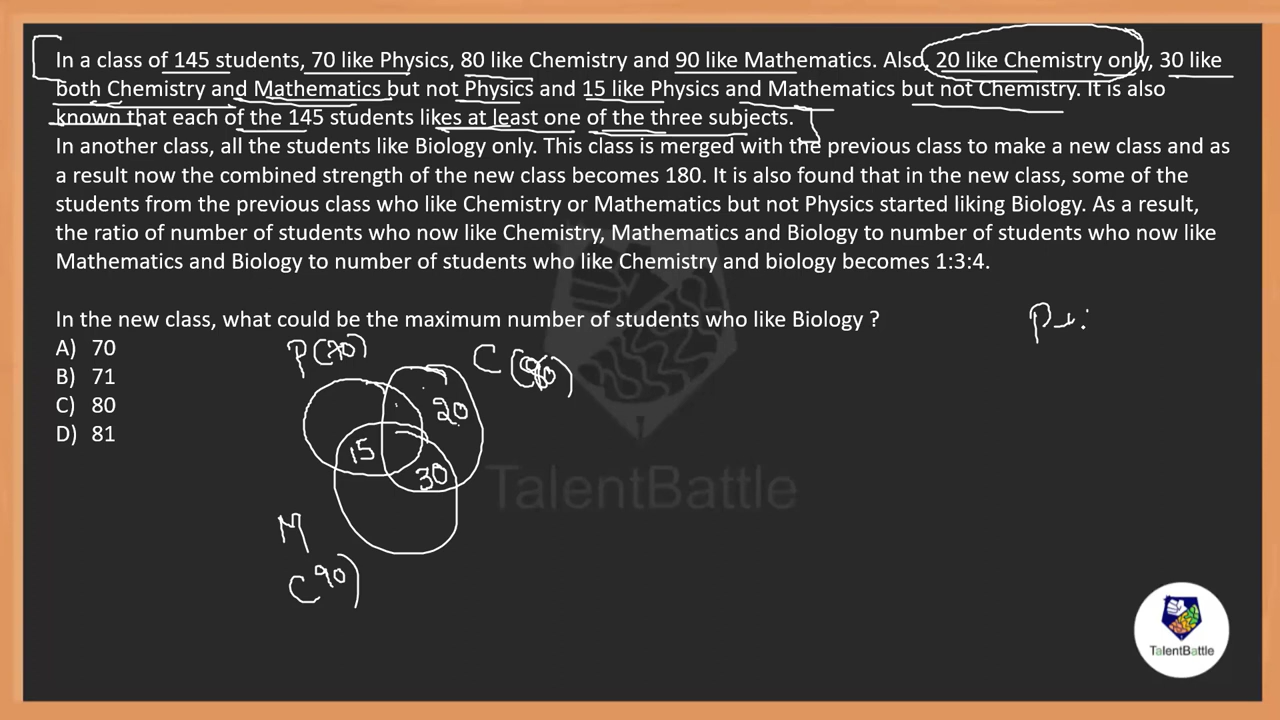 In a class of 145 students, 70 like Physics, 80 like Chemistry and 90 like Mathematics. Also, 20 like Chemistry only, 30 like
both Chemistry and Mathematics but not Physics and 15 like Physics and Mathematics but not Chemistry. It is also
known that each of the 145 students likes at least one of the three subjects.
In another class, all the students like Biology only. This class is merged with the previous class to make a new class and as
a result now the combined strength of the new class becomes 180. It is also found that in the new class, some of the
students from the previous class who like Chemistry or Mathematics but not Physics started liking Biology. As a result,
the ratio of number of students who now like Chemistry, Mathematics and Biology to number of students who now like
Mathematics and Biology to number of students who like Chemistry and biology becomes 1:3:4.
In the new class, what could be the maximum number of students who like Biology ?
A) 70
B) 71
C) 80
D) 81
P(70)
C (80)
20
15
30
M
(90)
TalentBattle
TalentBattle